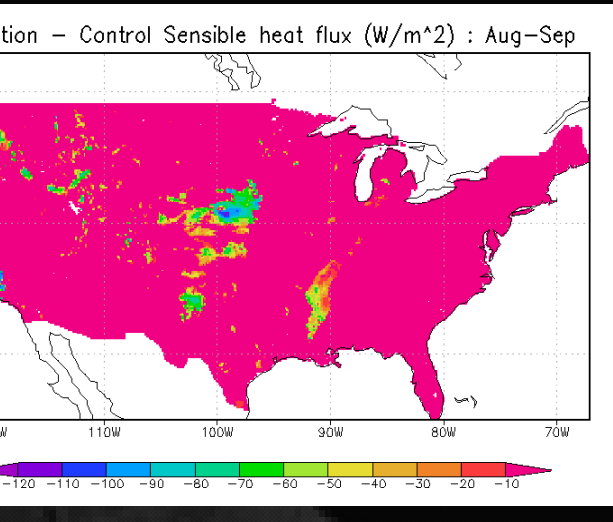 tion − Control Sensible heat flux (W/m^2) : Aug−Sep
W 110W 100W 90W 80W 70W
−120 −110 −100 −90 −80 −70 −60 −50 −40 −30 −20 −10